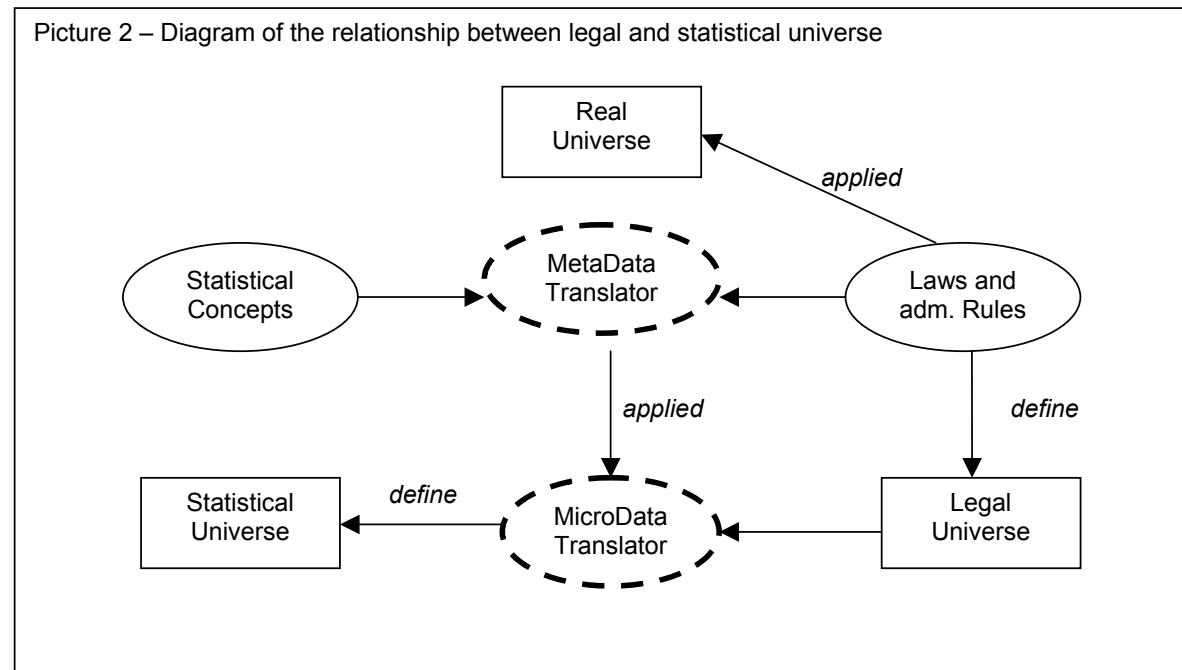 Picture 2 – Diagram of the relationship between legal and statistical universe
Real
Universe
applied
Statistical
Concepts
MetaData
Translator
Laws and
adm. Rules
applied
define
Statistical
Universe
define
MicroData
Translator
Legal
Universe